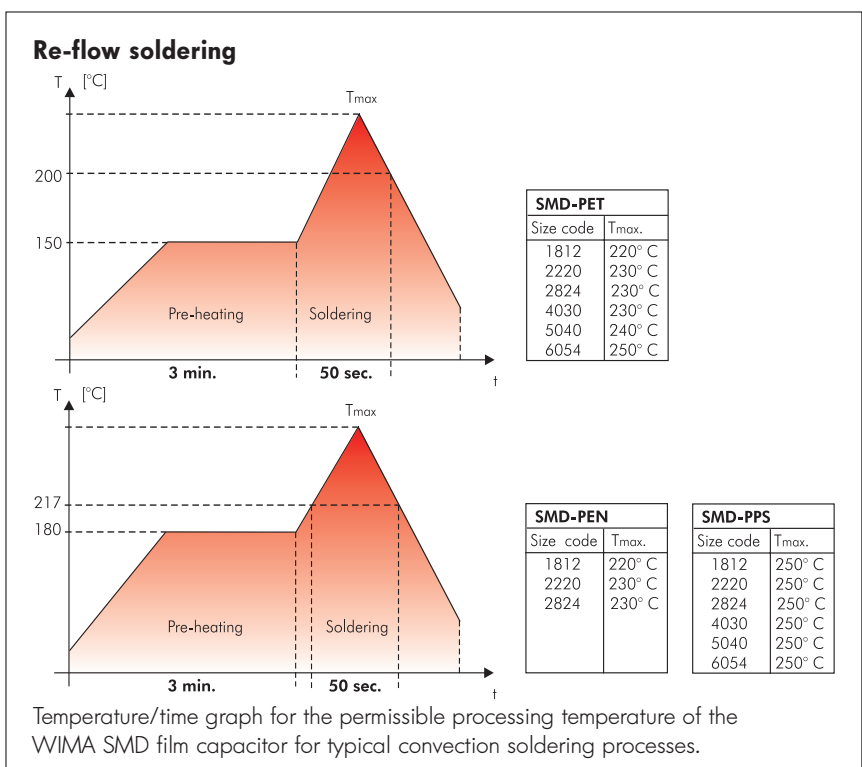 Re-flow soldering
T [°C]
Tmax
200
150
Pre-heating Soldering
3 min. 50 sec.
t
SMD-PET
Size code Tmax.
1812 220° C
2220 230° C
2824 230° C
4030 230° C
5040 240° C
6054 250° C
T [°C]
Tmax
217
180
Pre-heating Soldering
3 min. 50 sec.
t
SMD-PEN
Size code Tmax.
1812 220° C
2220 230° C
2824 230° C
SMD-PPS
Size code Tmax.
1812 250° C
2220 250° C
2824 250° C
4030 250° C
5040 250° C
6054 250° C
Temperature/time graph for the permissible processing temperature of the
WIMA SMD film capacitor for typical convection soldering processes.